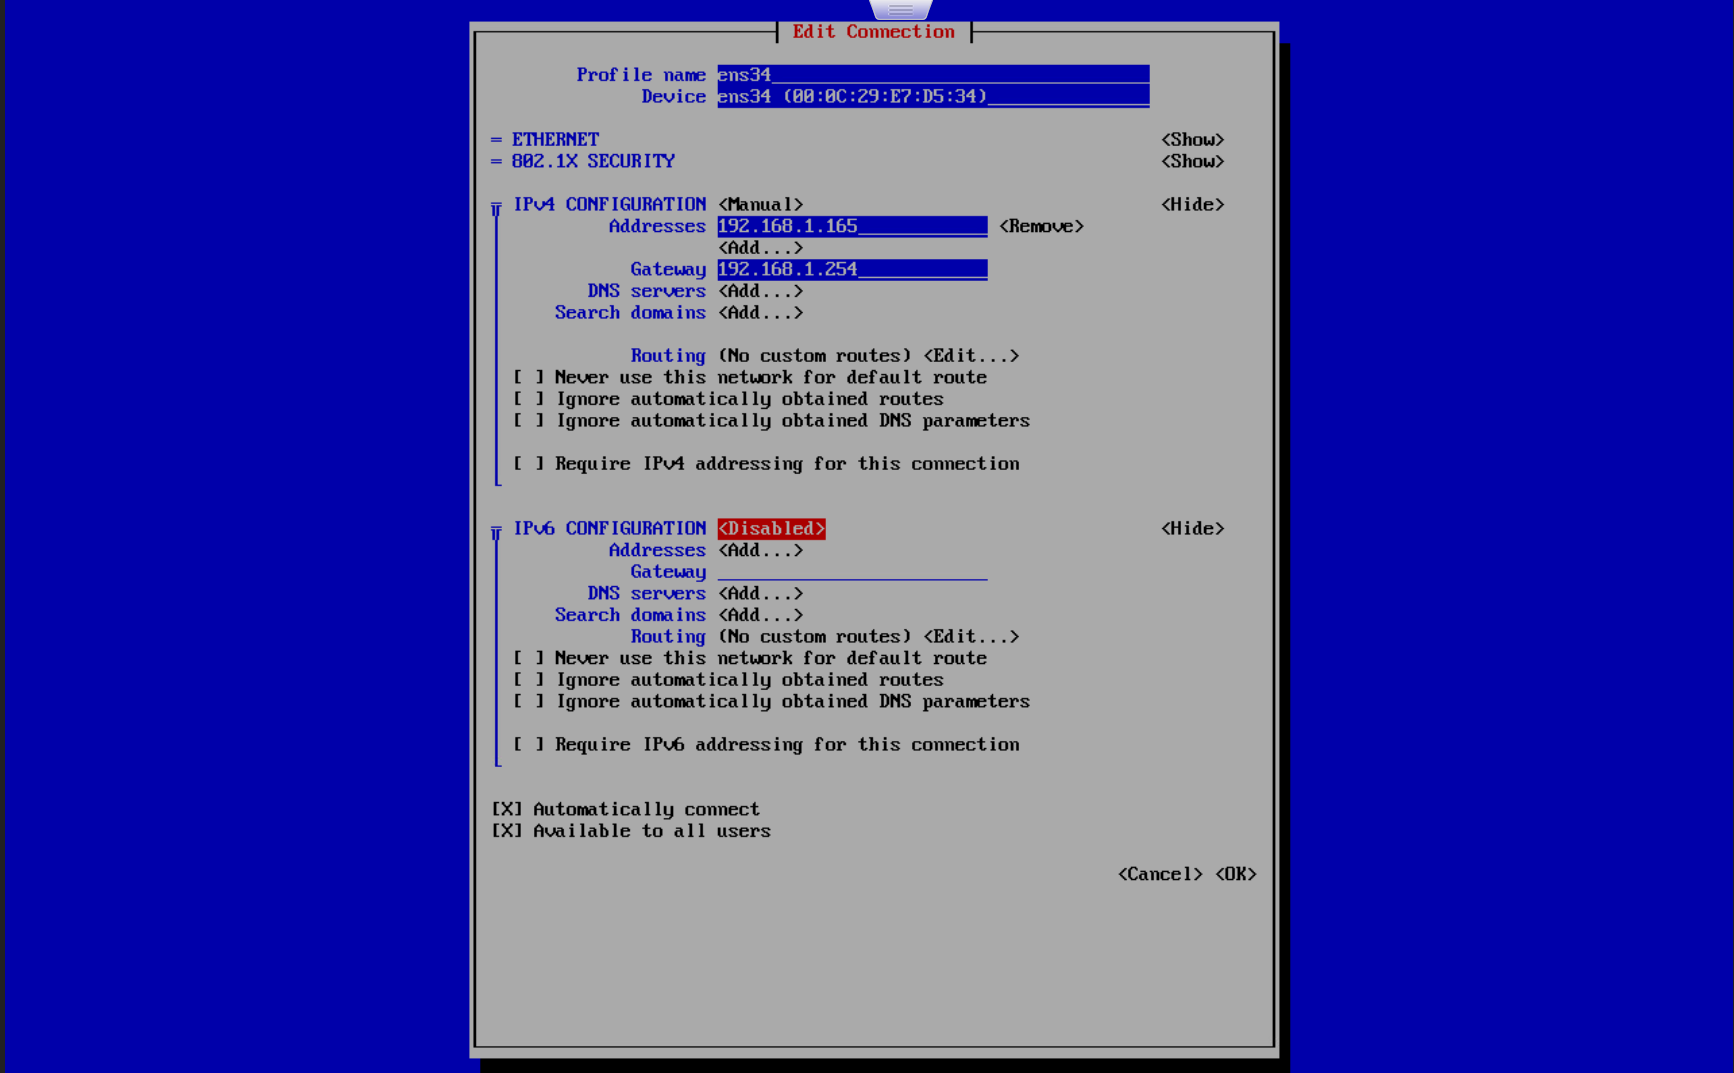 Edit Connection
Profile name ens34
Device ens34 (00:0C:29:E7:D5:34)
= ETHERNET <Show>
= 802.1X SECURITY <Show>
IPv4 CONFIGURATION <Manual> <Hide>
Addresses 192.168.1.165 <Remove>
<Add...>
Gateway 192.168.1.254
DNS servers <Add...>
Search domains <Add...>
Routing (No custom routes) <Edit...>
[ ] Never use this network for default route
[ ] Ignore automatically obtained routes
[ ] Ignore automatically obtained DNS parameters
[ ] Require IPv4 addressing for this connection
IPv6 CONFIGURATION <Disabled> <Hide>
Addresses <Add...>
Gateway
DNS servers <Add...>
Search domains <Add...>
Routing (No custom routes) <Edit...>
[ ] Never use this network for default route
[ ] Ignore automatically obtained routes
[ ] Ignore automatically obtained DNS parameters
[ ] Require IPv6 addressing for this connection
[X] Automatically connect
[X] Available to all users
<Cancel> <OK>